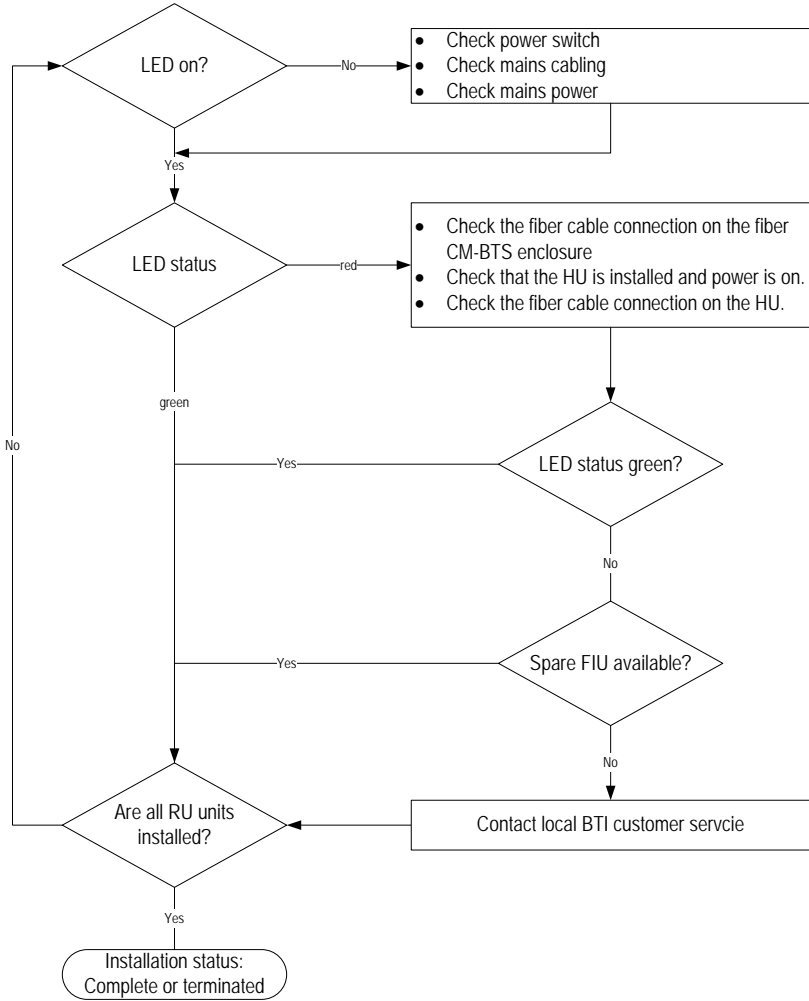 LED on?
No
● Check power switch
● Check mains cabling
● Check mains power
Yes
LED status
red
● Check the fiber cable connection on the fiber
CM-BTS enclosure
● Check that the HU is installed and power is on.
● Check the fiber cable connection on the HU.
green
No
Yes
LED status green?
No
Yes
Spare FIU available?
No
Are all RU units
installed?
Contact local BTI customer servcie
Yes
Installation status:
Complete or terminated